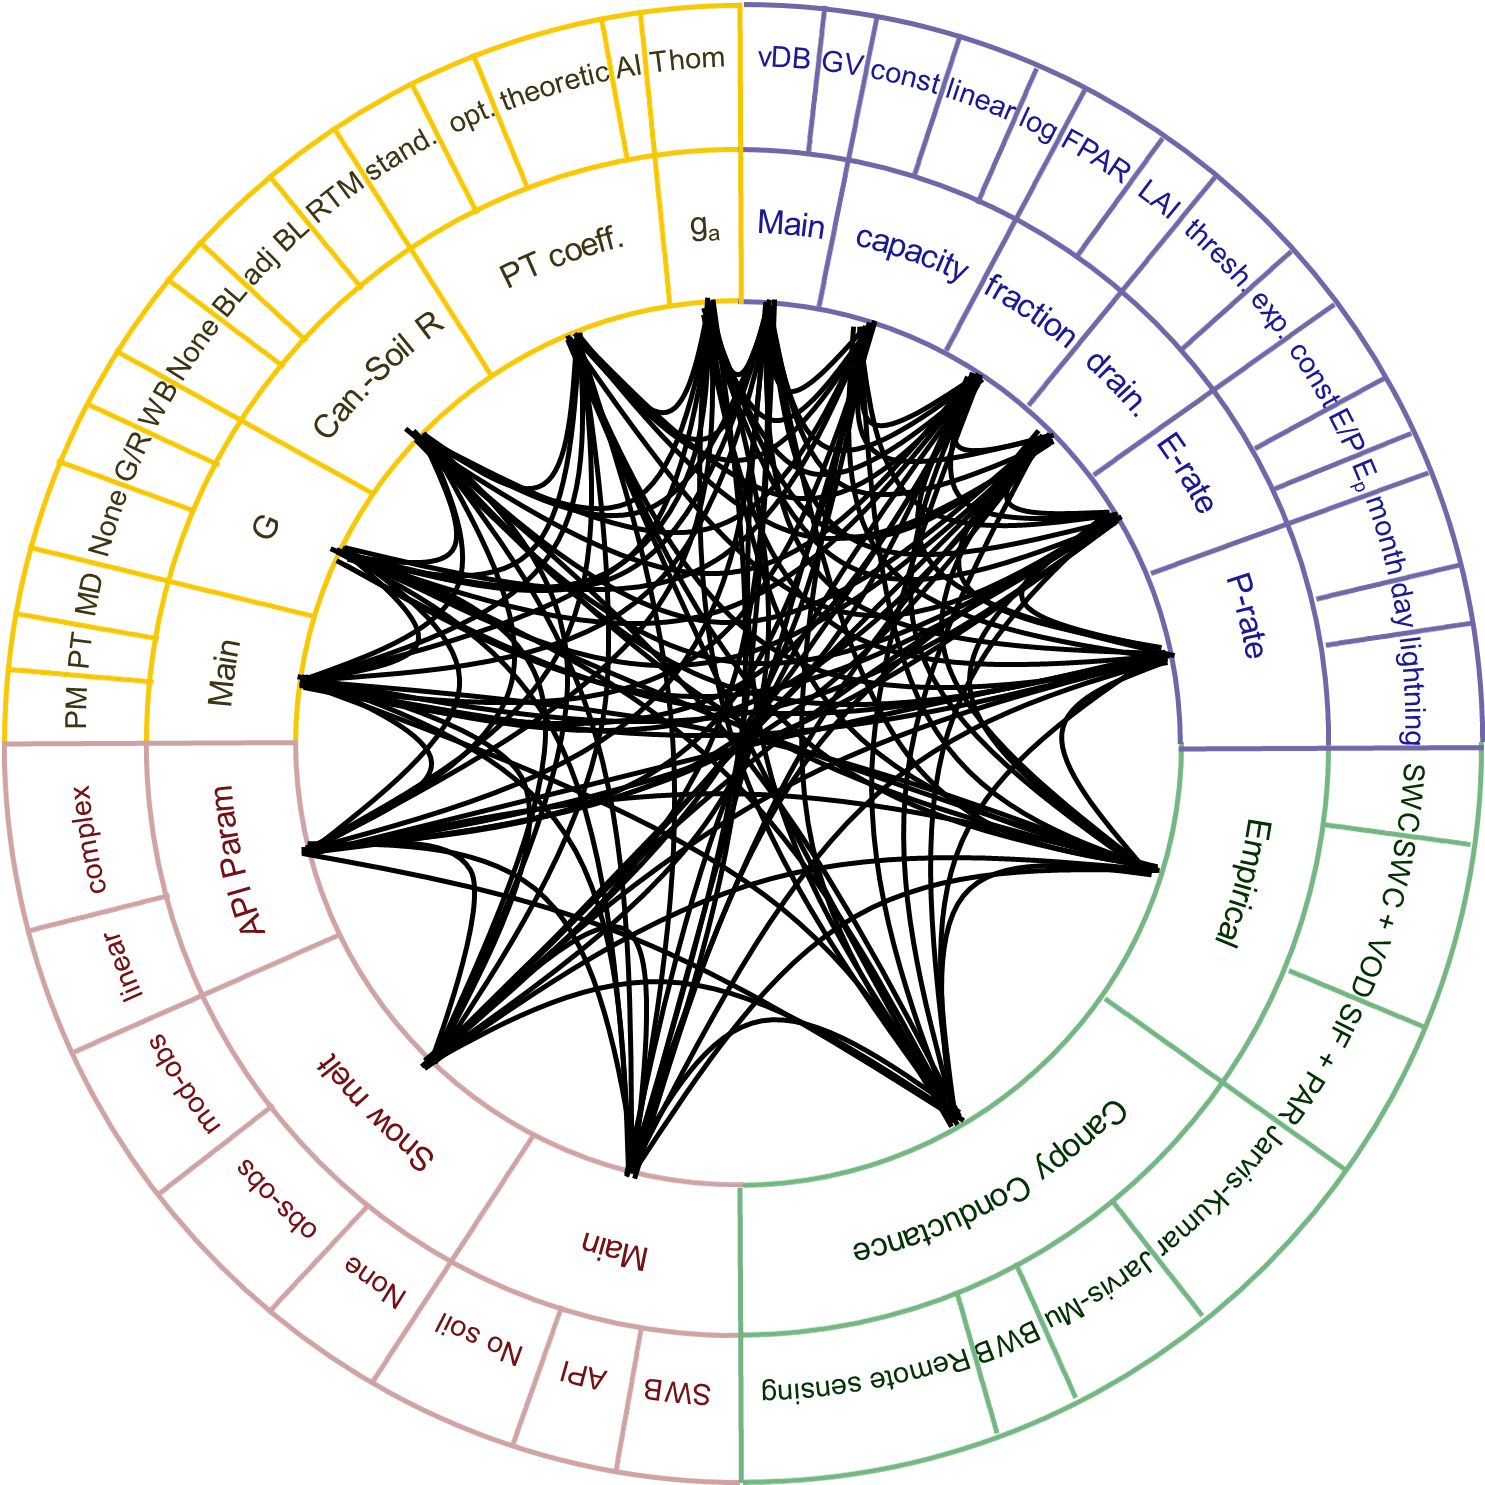 vDB
GV
const
linear
log
FPAR
LAI
thresh.
exp.
const
E/P
E-p
month
day
lightning
SWC
SWC + VOD
SIF + PAR
Jarvis-Kumar
Jarvis-Mu
BWB
Remote sensing
SWB
API
No soil
None
obs-obs
mod-obs
linear
complex
PM
PT
MD
None
G/R
WB
None
BL
adj BL
RTM
stand.
opt.
theoretic
AI
Thom
Main
capacity
fraction
drain.
E-rate
P-rate
Empirical
Canopy Conductance
Main
Snow melt
API Param
Main
G
Can.-Soil R
PT coeff.
ga